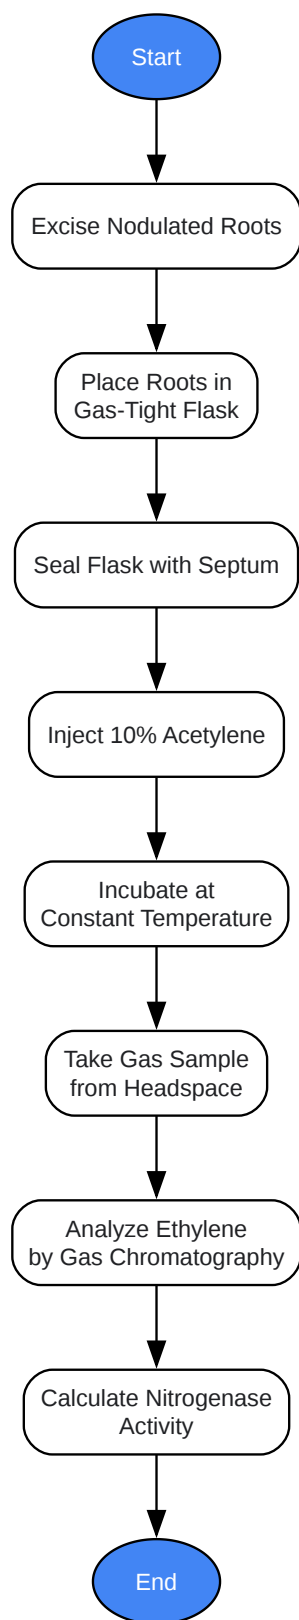 Start
Excise Nodulated Roots
Place Roots in
Gas-Tight Flask
Seal Flask with Septum
Inject 10% Acetylene
Incubate at
Constant Temperature
Take Gas Sample
from Headspace
Analyze Ethylene
by Gas Chromatography
Calculate Nitrogenase
Activity
End